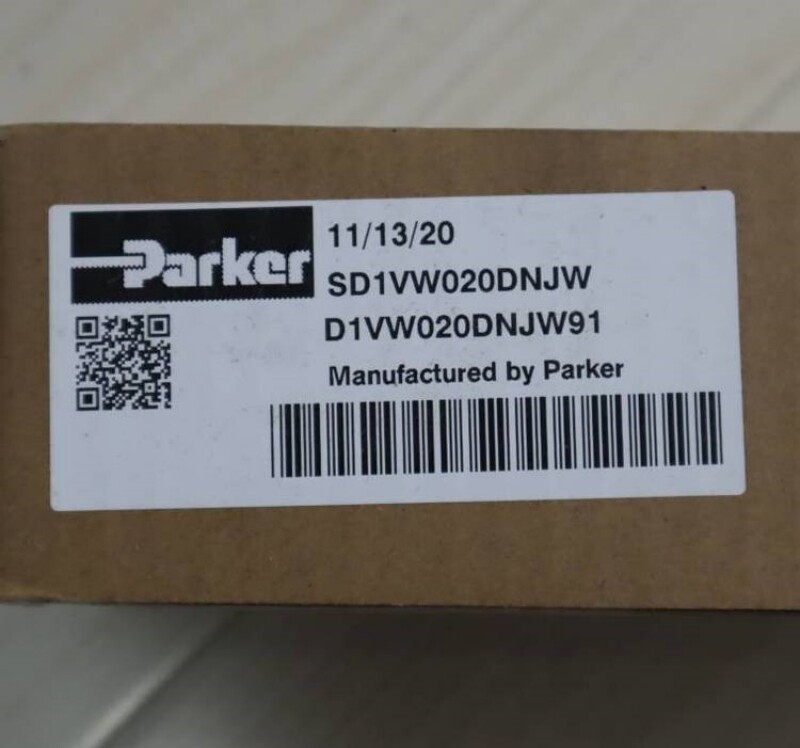 Parker
11/13/20
SD1VW020DNJW
D1VW020DNJW91
Manufactured by Parker